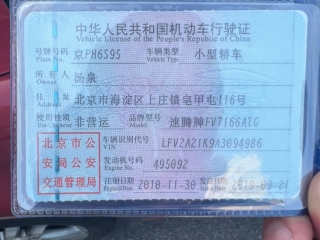 中华人民共和国机动车行驶证
Vehicle License of the People's Republic of China
号牌号码 Plate No. 京PH6S95 车辆类型 Vehicle Type 小型轿车
所有人 Owner 汤泉
住址 北京市海淀区上庄镇皂甲屯116号
使用性质 Use Character 非营运 品牌型号 Model 速腾牌FV7166ATG
北京市公安局公安交通管理局
车辆识别代号 VIN LFV2A21K9A3094986
发动机号码 Engine No. 495092
注册日期 2010-11-30 发证日期 2019-09-21